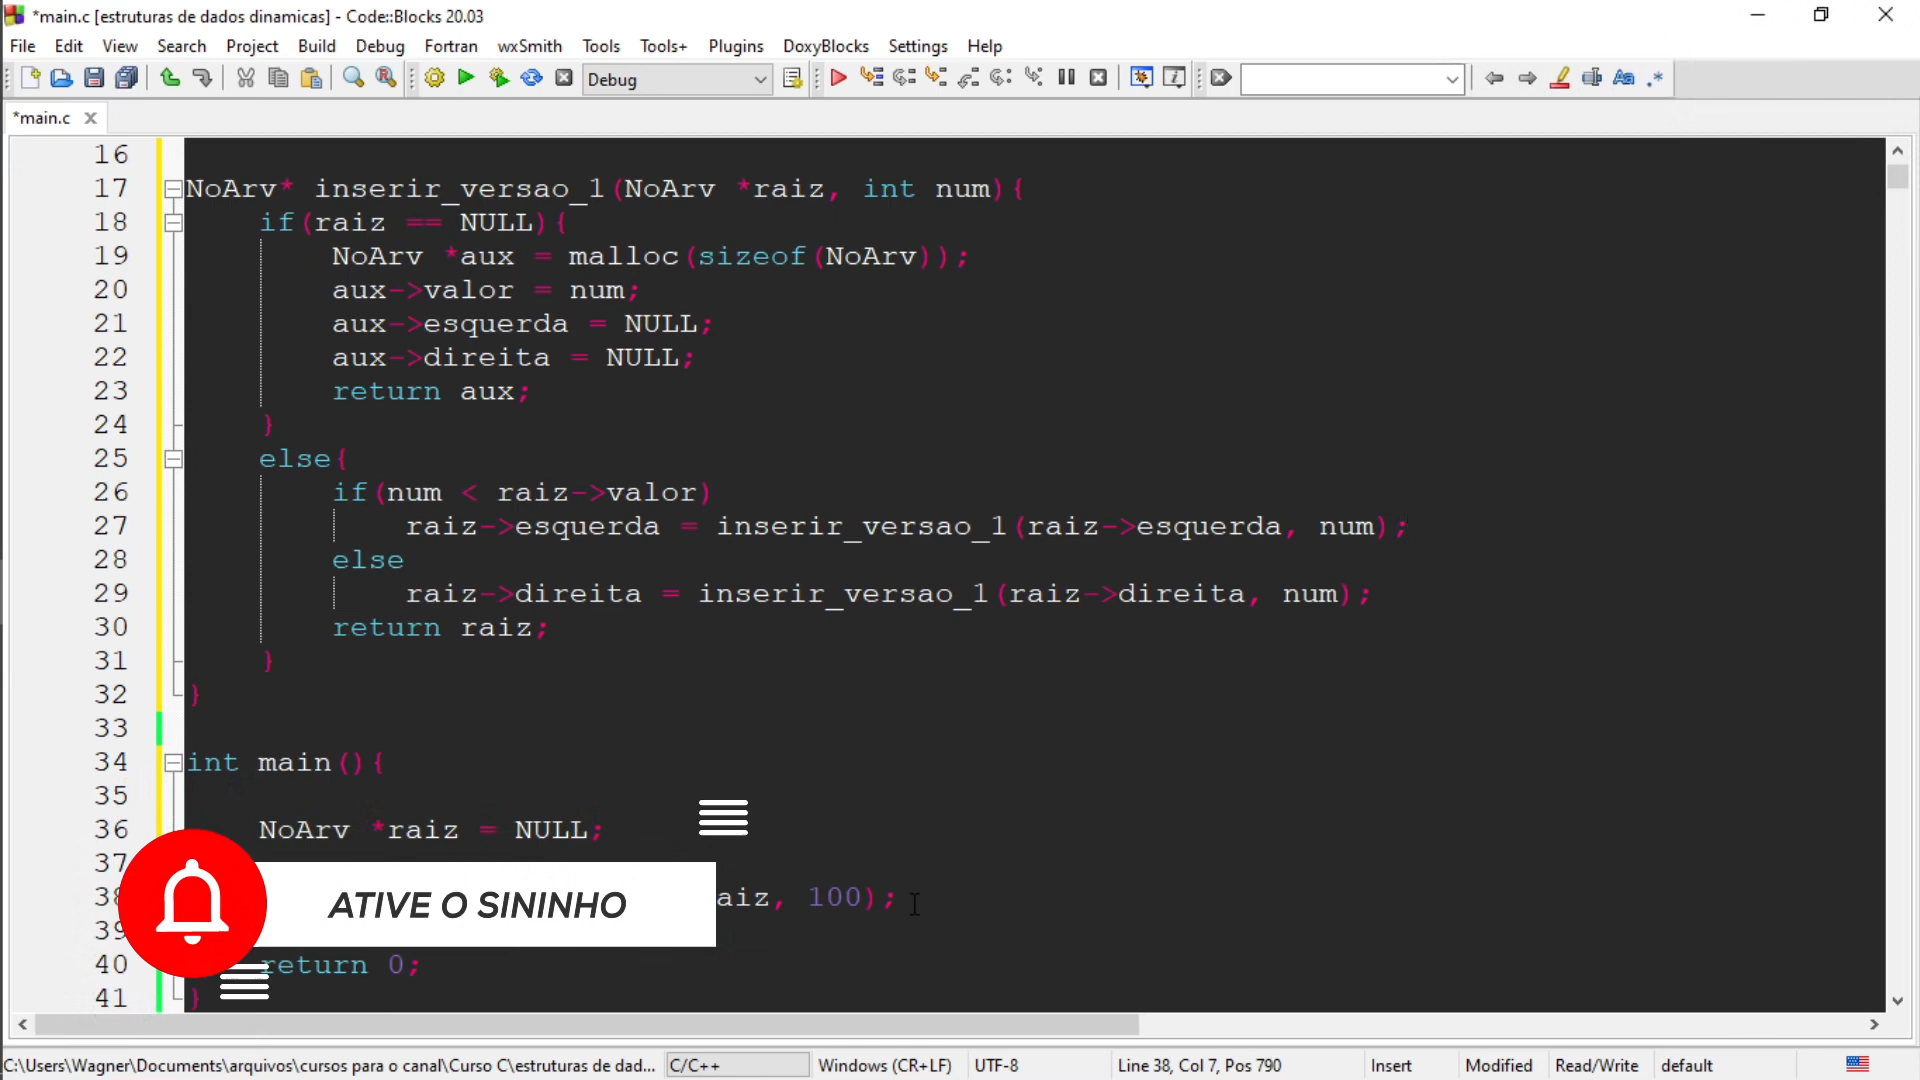 *main.c [estruturas de dados dinamicas] - Code::Blocks 20.03
File Edit View Search Project Build Debug Fortran wxSmith Tools Tools+ Plugins DoxyBlocks Settings Help
Debug
*main.c
16
17 NoArv* inserir_versao_1(NoArv *raiz, int num){
18 if(raiz == NULL){
19 NoArv *aux = malloc(sizeof(NoArv));
20 aux->valor = num;
21 aux->esquerda = NULL;
22 aux->direita = NULL;
23 return aux;
24 }
25 else{
26 if(num < raiz->valor)
27 raiz->esquerda = inserir_versao_1(raiz->esquerda, num);
28 else
29 raiz->direita = inserir_versao_1(raiz->direita, num);
30 return raiz;
31 }
32 }
33
34 int main(){
35
36 NoArv *raiz = NULL;
37
38 aiz, 100);
ATIVE O SININHO
39
40 return 0;
41 }
C:\Users\Wagner\Documents\arquivos\cursos para o canal\Curso C\estruturas de dad... C/C++ Windows (CR+LF) UTF-8 Line 38, Col 7, Pos 790 Insert Modified Read/Write default